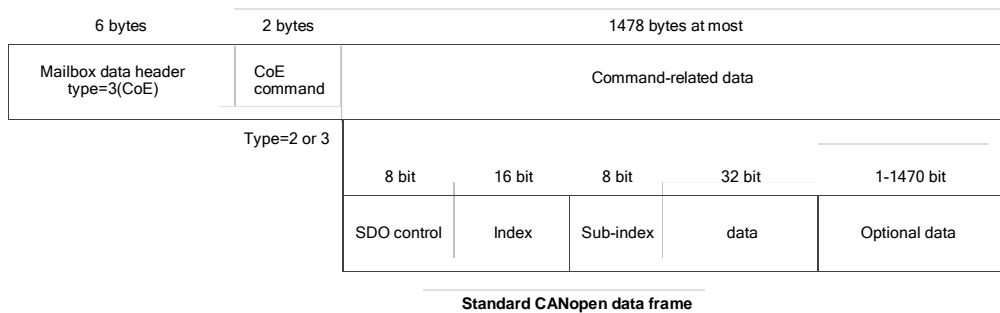 6 bytes 2 bytes 1478 bytes at most
Mailbox data header
type=3(CoE)
CoE
command
Command-related data
Type=2 or 3
8 bit 16 bit 8 bit 32 bit 1-1470 bit
SDO control Index Sub-index data Optional data
Standard CANopen data frame